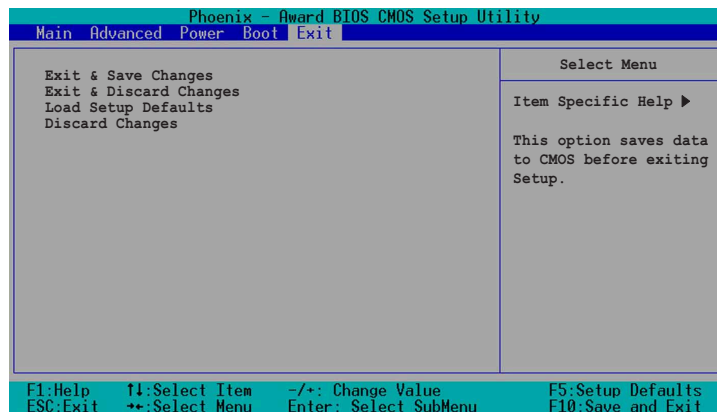 Phoenix - Award BIOS CMOS Setup Utility
Main Advanced Power Boot Exit
Exit & Save Changes
Exit & Discard Changes
Load Setup Defaults
Discard Changes
Select Menu
Item Specific Help ▶
This option saves data
to CMOS before exiting
Setup.
F1:Help ↑↓:Select Item -/+: Change Value F5:Setup Defaults
ESC:Exit →←:Select Menu Enter: Select SubMenu F10:Save and Exit